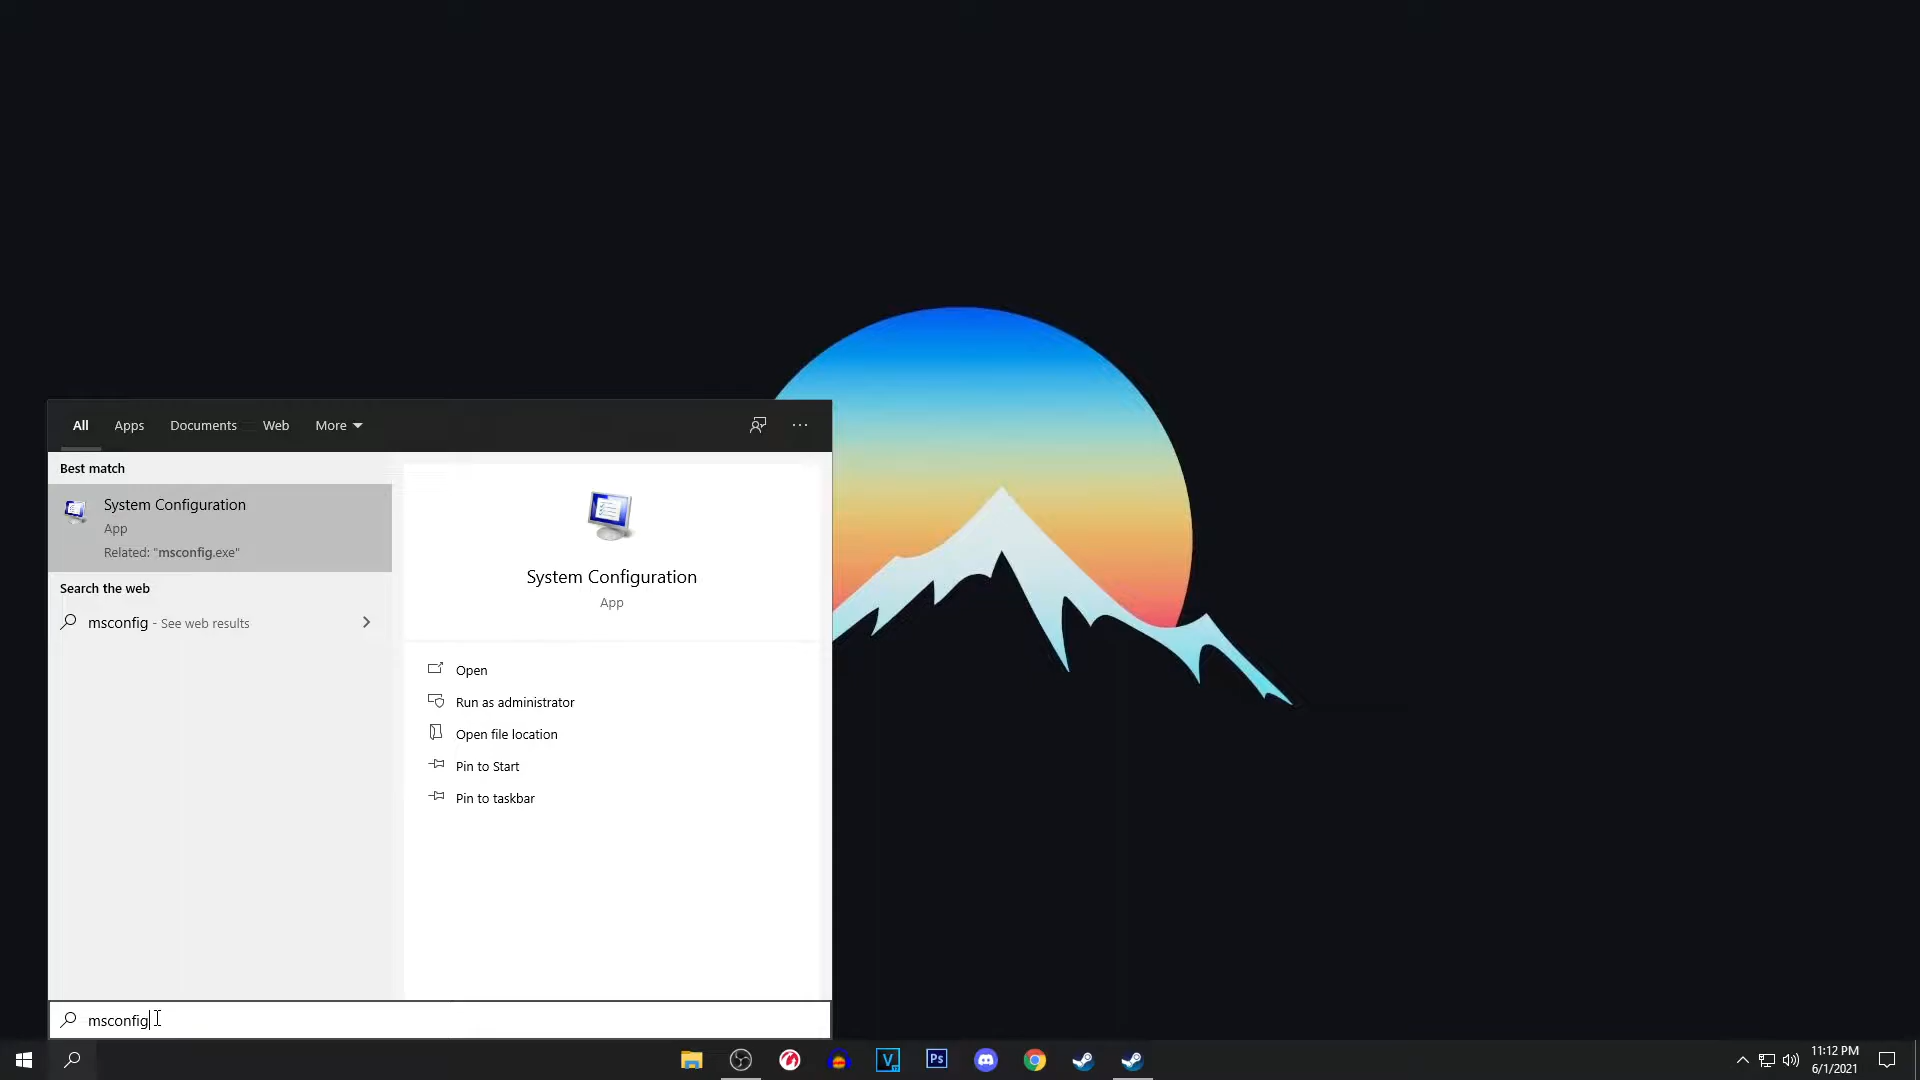 All Apps Documents Web More
Best match
System Configuration
App
Related: "msconfig.exe"
Search the web
msconfig - See web results
System Configuration
App
Open
Run as administrator
Open file location
Pin to Start
Pin to taskbar
msconfig
V
Ps
11:12 PM
6/1/2021